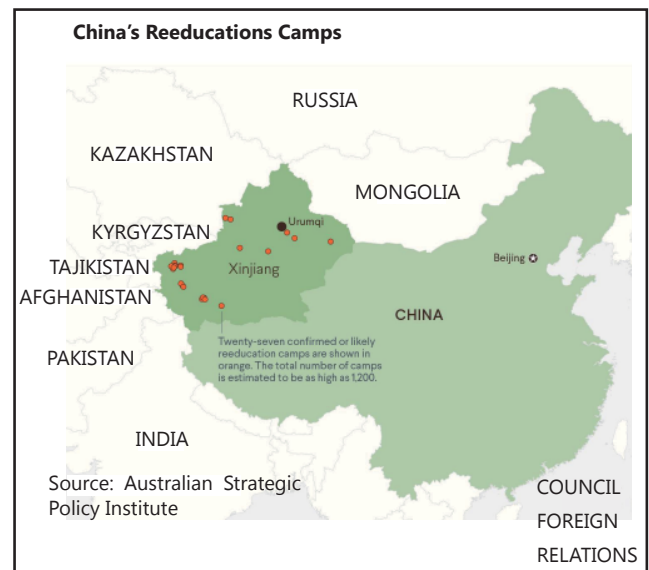 China's Reeducations Camps
RUSSIA
KAZAKHSTAN
MONGOLIA
Urumqi
KYRGYZSTAN
TAJIKISTAN
Xinjiang
Beijing
AFGHANISTAN
CHINA
Twenty-seven confirmed or likely
reeducation camps are shown in
orange. The total number of camps
is estimated to be as high as 1,200.
PAKISTAN
INDIA
Source: Australian Strategic
Policy Institute
COUNCIL
FOREIGN
RELATIONS